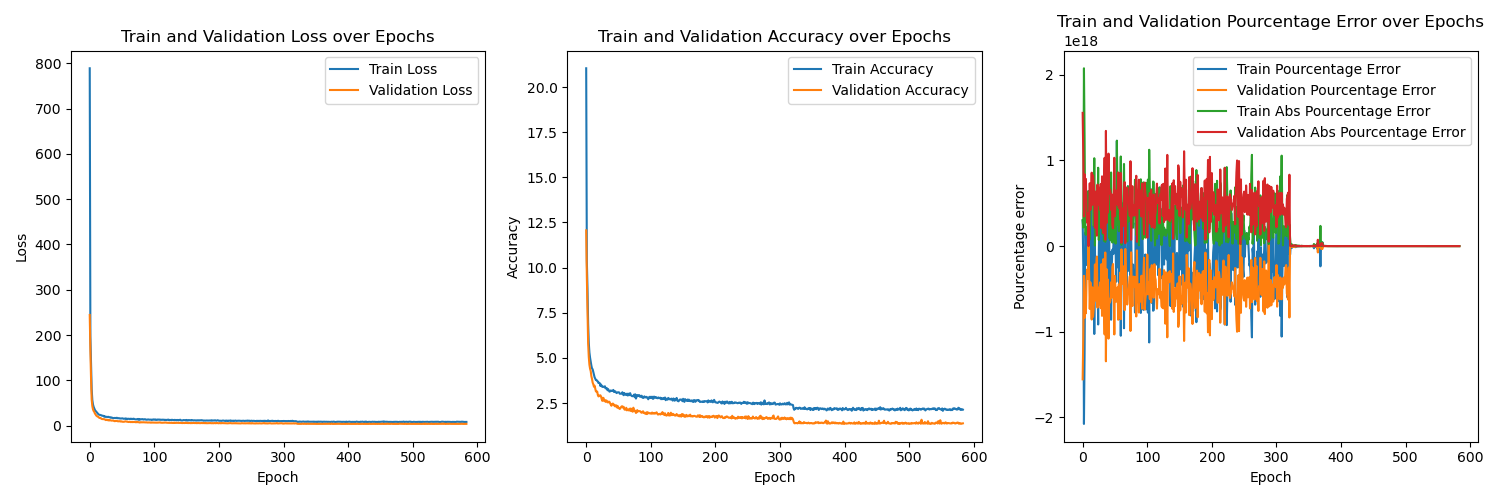 Train and Validation Loss over Epochs
800
700
600
500
400
300
200
100
0
Loss
0 100 200 300 400 500 600
Epoch
Train Loss
Validation Loss
Train and Validation Accuracy over Epochs
20.0
17.5
15.0
12.5
10.0
7.5
5.0
2.5
Accuracy
0 100 200 300 400 500 600
Epoch
Train Accuracy
Validation Accuracy
Train and Validation Pourcentage Error over Epochs
1e18
2
1
0
−1
−2
Pourcentage error
0 100 200 300 400 500 600
Epoch
Train Pourcentage Error
Validation Pourcentage Error
Train Abs Pourcentage Error
Validation Abs Pourcentage Error